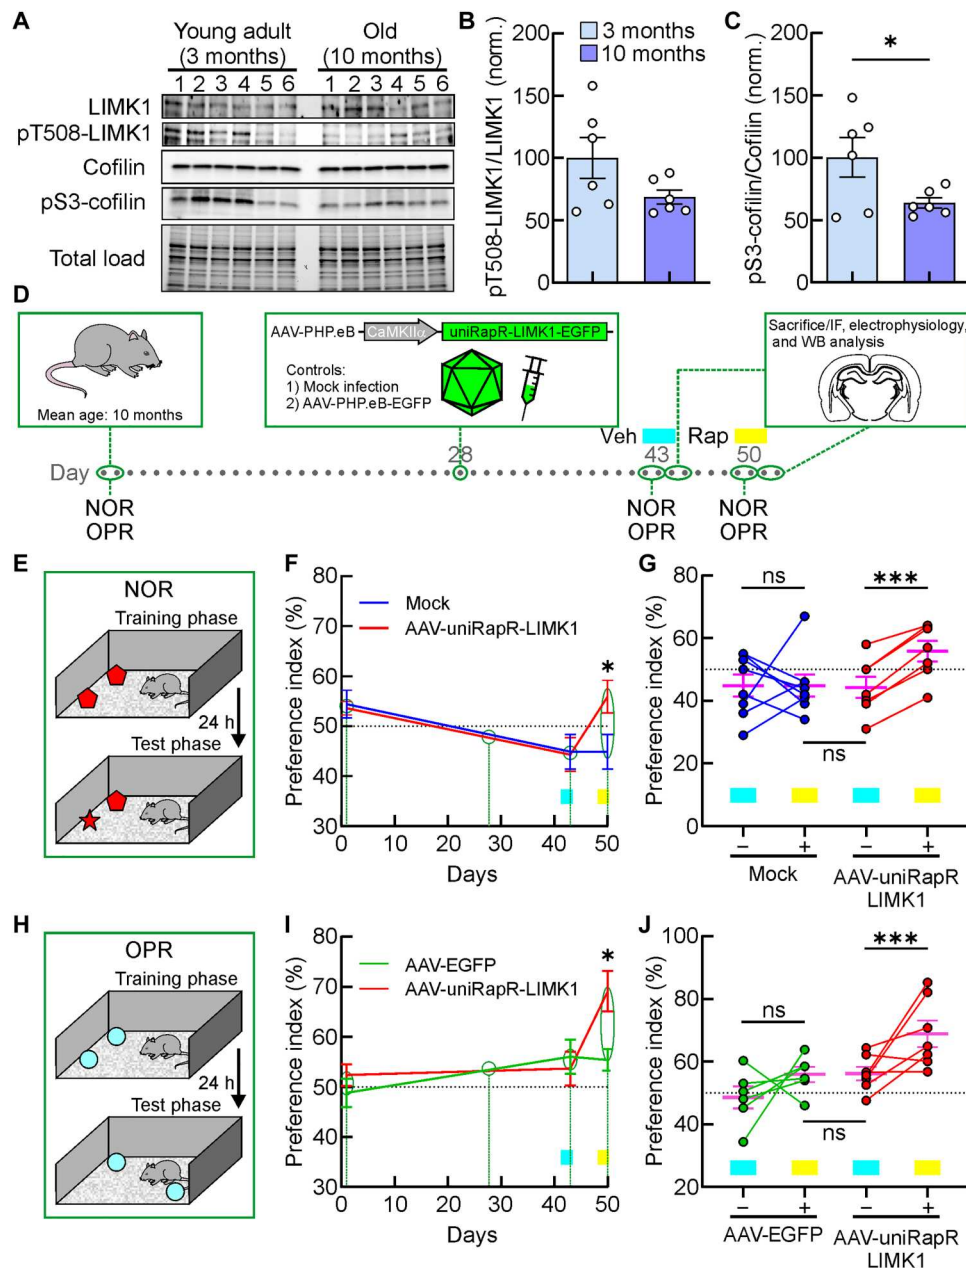 A
Young adult
(3 months)
Old
(10 months)
1 2 3 4 5 6
1 2 3 4 5 6
LIMK1
pT508-LIMK1
Cofilin
pS3-cofilin
Total load
B
pT508-LIMK1/LIMK1 (norm.)
200
150
100
50
0
3 months
10 months
C
pS3-cofilin/Cofilin (norm.)
200
150
100
50
0
*
D
Mean age: 10 months
AAV-PHP.eB
CaMKIIα
uniRapR-LIMK1-EGFP
Controls:
1) Mock infection
2) AAV-PHP.eB-EGFP
Sacrifice/IF, electrophysiology,
and WB analysis
Veh
Rap
Day
28
43
50
NOR
OPR
NOR
OPR
NOR
OPR
E
NOR
Training phase
24 h
Test phase
F
Preference index (%)
80
70
60
50
40
30
Mock
AAV-uniRapR-LIMK1
*
0 10 20 30 40 50
Days
G
Preference index (%)
80
60
40
20
0
ns
***
ns
− + − +
Mock
AAV-uniRapR
LIMK1
H
OPR
Training phase
24 h
Test phase
I
Preference index (%)
80
70
60
50
40
30
AAV-EGFP
AAV-uniRapR-LIMK1
*
0 10 20 30 40 50
Days
J
Preference index (%)
100
80
60
40
20
ns
***
ns
− + − +
AAV-EGFP
AAV-uniRapR
LIMK1